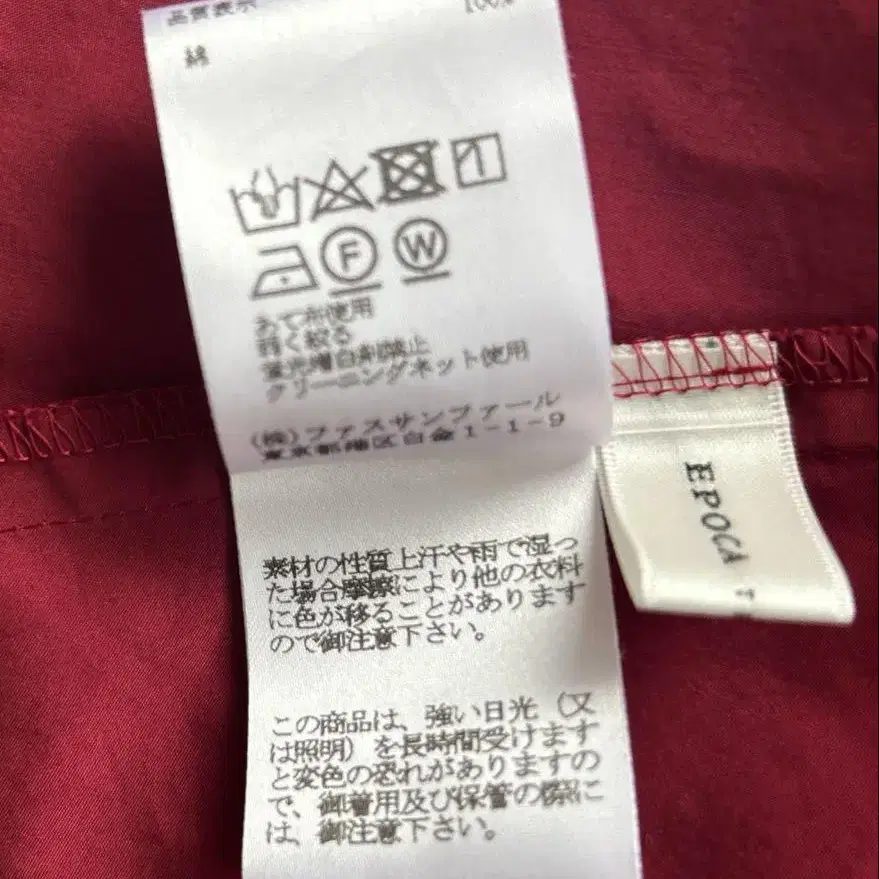 品質表示
綿 100%
F W
あて布使用
弱く絞る
蛍光増白剤禁止
クリーニングネット使用
(株)ファスサンファール
東京都港区白金1-1-9
素材の性質上汗や雨で湿っ
た場合摩擦により他の衣料
に色が移ることがあります
ので御注意下さい。
この商品は、強い日光(又
は照明)を長時間受けます
と変色の恐れがありますの
で、御着用及び保管の際に
は、御注意下さい。
EPOCA